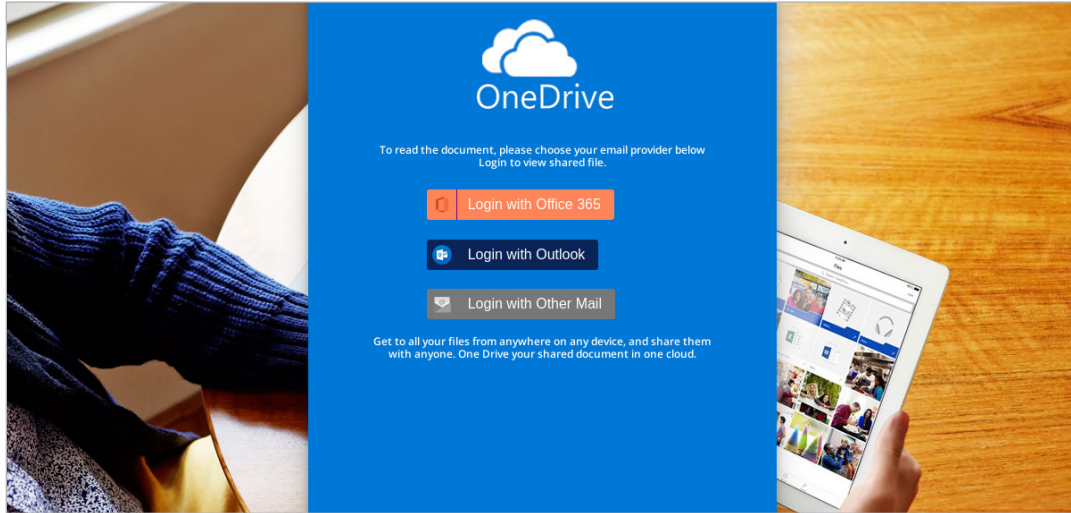 OneDrive
To read the document, please choose your email provider below
Login to view shared file.
Login with Office 365
Login with Outlook
Login with Other Mail
Get to all your files from anywhere on any device, and share them
with anyone. One Drive your shared document in one cloud.
files